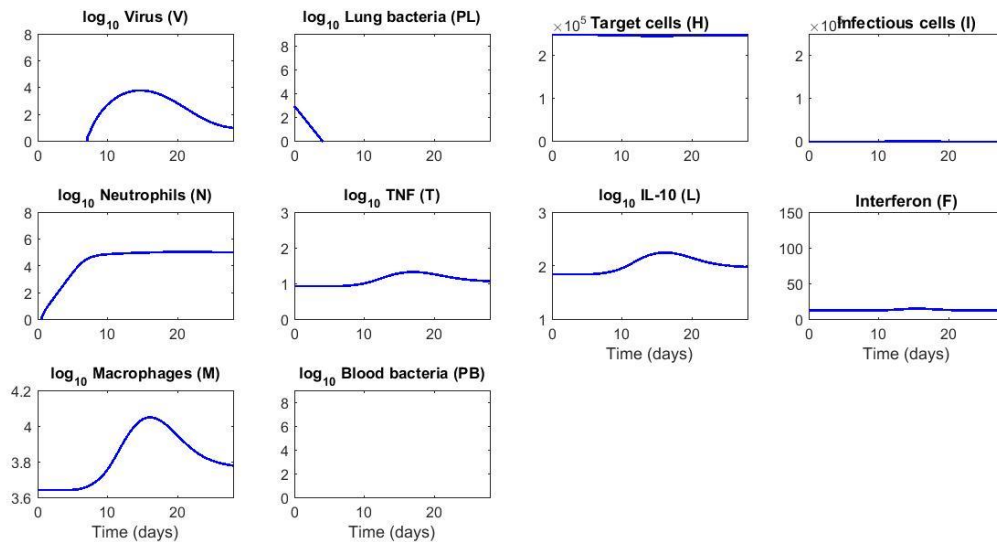 log10 Virus (V)
8
6
4
2
0
0 10 20
log10 Lung bacteria (PL)
8
6
4
2
0
0 10 20
×10^5 Target cells (H)
2
1
0
0 10 20
Infectious cells (I)
2
1
0
0 10 20
log10 Neutrophils (N)
8
6
4
2
0
0 10 20
log10 TNF (T)
3
2
1
0
0 10 20
log10 IL-10 (L)
3
2
1
0 10 20
Time (days)
Interferon (F)
150
100
50
0
0 10 20
Time (days)
log10 Macrophages (M)
4.2
4
3.8
3.6
0 10 20
Time (days)
log10 Blood bacteria (PB)
8
6
4
2
0
0 10 20
Time (days)